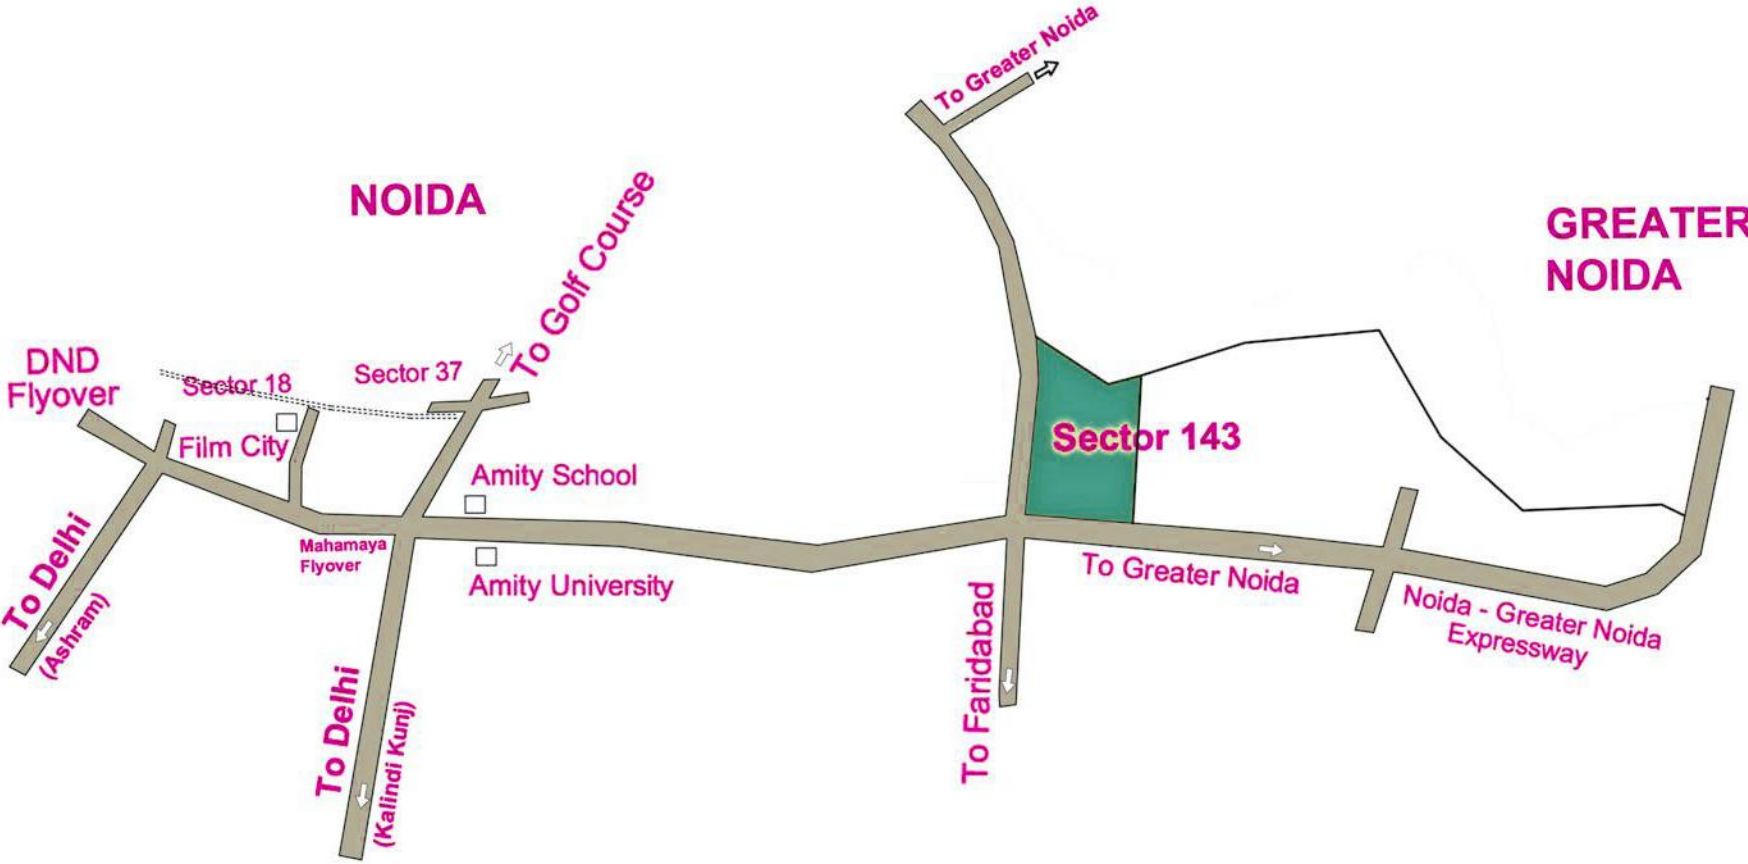 To Greater Noida
NOIDA
To Golf Course
GREATER
NOIDA
DND
Flyover
Sector 18
Sector 37
Film City
Amity School
Sector 143
Mahamaya
Flyover
Amity University
To Greater Noida
Noida - Greater Noida
Expressway
To Delhi
(Ashram)
To Delhi
(Kalindi Kunj)
To Faridabad